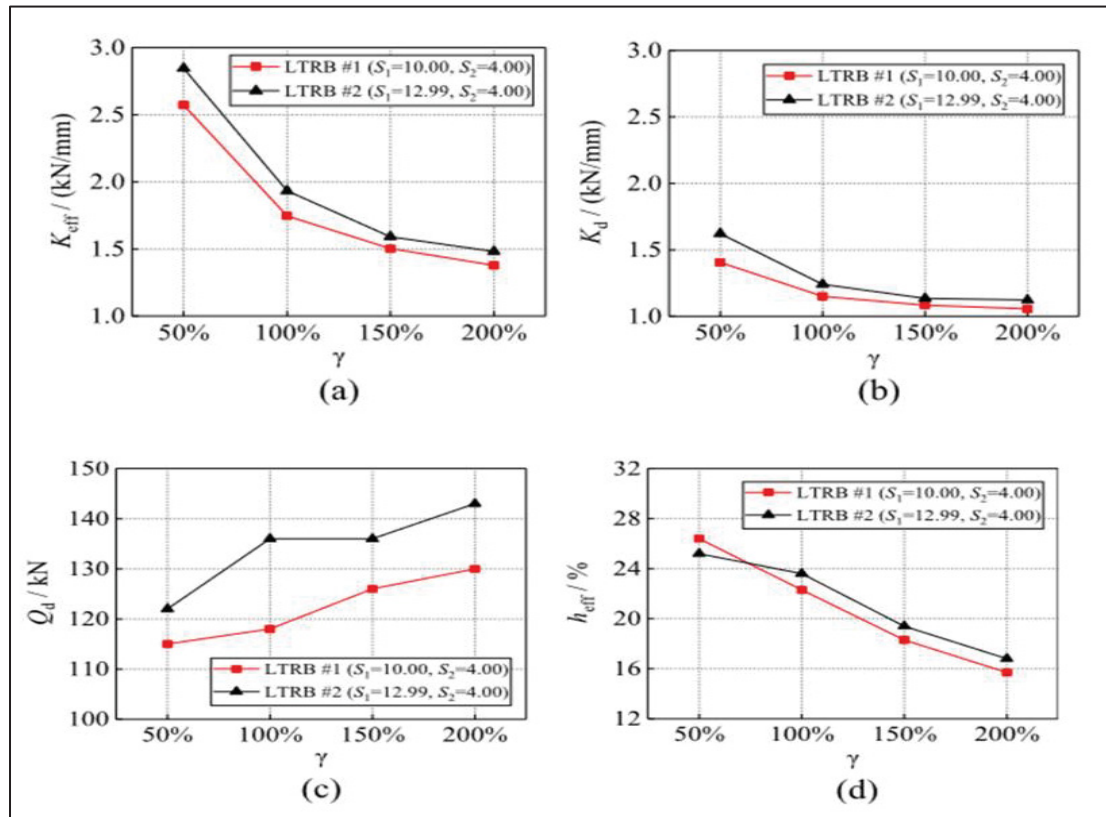 3.0
2.5
2.0
1.5
1.0
K_eff / (kN/mm)
LTRB #1 (S₁=10.00, S₂=4.00)
LTRB #2 (S₁=12.99, S₂=4.00)
50% 100% 150% 200%
γ
(a)
3.0
2.5
2.0
1.5
1.0
K_d / (kN/mm)
LTRB #1 (S₁=10.00, S₂=4.00)
LTRB #2 (S₁=12.99, S₂=4.00)
50% 100% 150% 200%
γ
(b)
150
140
130
120
110
100
Q_d / kN
LTRB #1 (S₁=10.00, S₂=4.00)
LTRB #2 (S₁=12.99, S₂=4.00)
50% 100% 150% 200%
γ
(c)
32
28
24
20
16
12
h_eff / %
LTRB #1 (S₁=10.00, S₂=4.00)
LTRB #2 (S₁=12.99, S₂=4.00)
50% 100% 150% 200%
γ
(d)